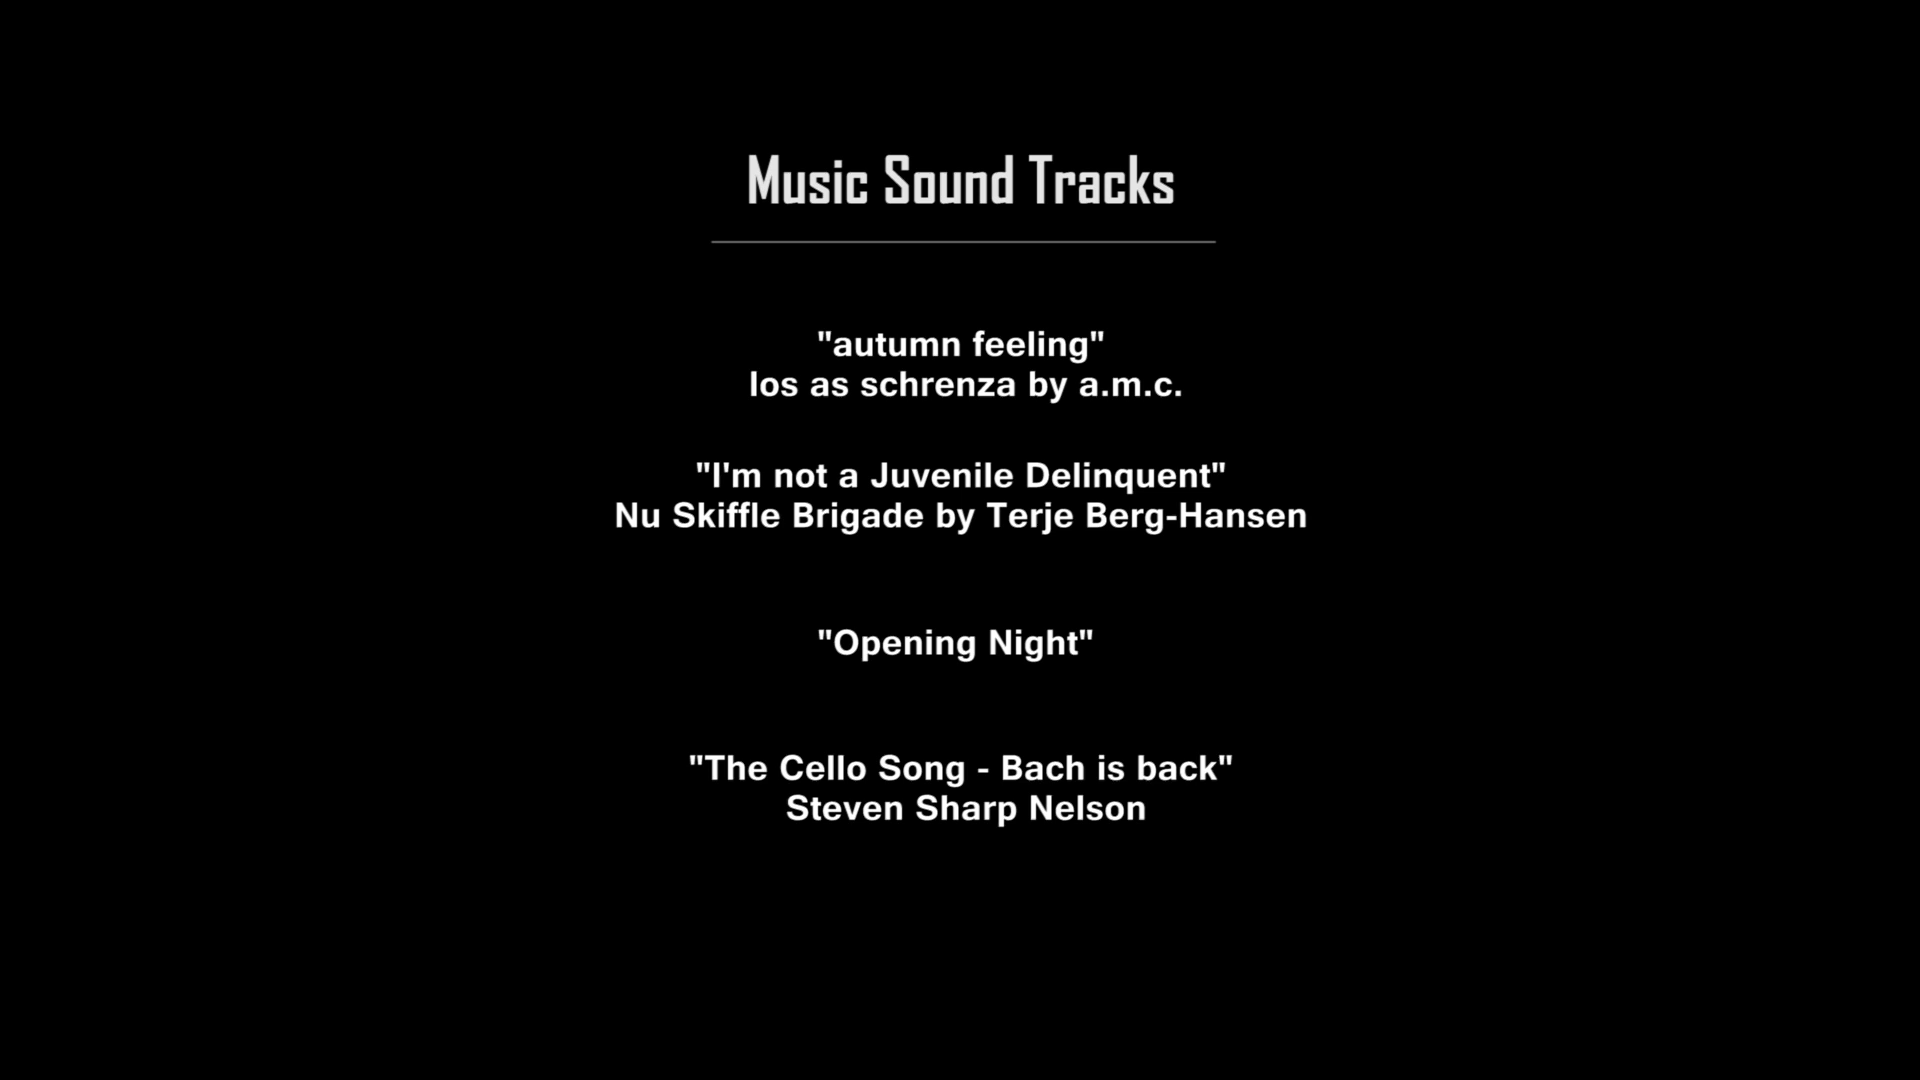 Music Sound Tracks
"autumn feeling"
los as schrenza by a.m.c.
"I'm not a Juvenile Delinquent"
Nu Skiffle Brigade by Terje Berg-Hansen
"Opening Night"
"The Cello Song - Bach is back"
Steven Sharp Nelson